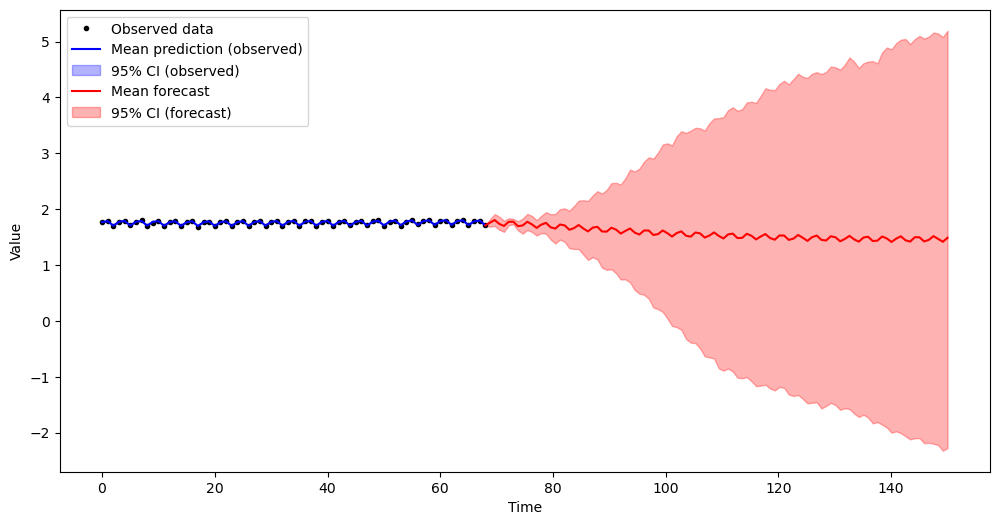 Observed data
Mean prediction (observed)
95% CI (observed)
Mean forecast
95% CI (forecast)
5
4
3
2
1
0
−1
−2
Value
0 20 40 60 80 100 120 140
Time